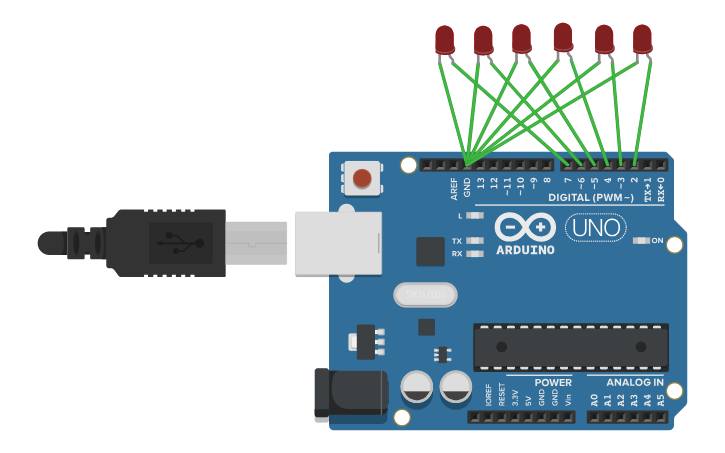 AREF
GND
13
12
~11
~10
~9
8
7
~6
~5
4
~3
2
TX→1
RX←0
DIGITAL (PWM~)
L
TX
RX
ARDUINO
UNO
ON
IOREF
RESET
3.3V
5V
GND
GND
Vin
POWER
ANALOG IN
A0
A1
A2
A3
A4
A5